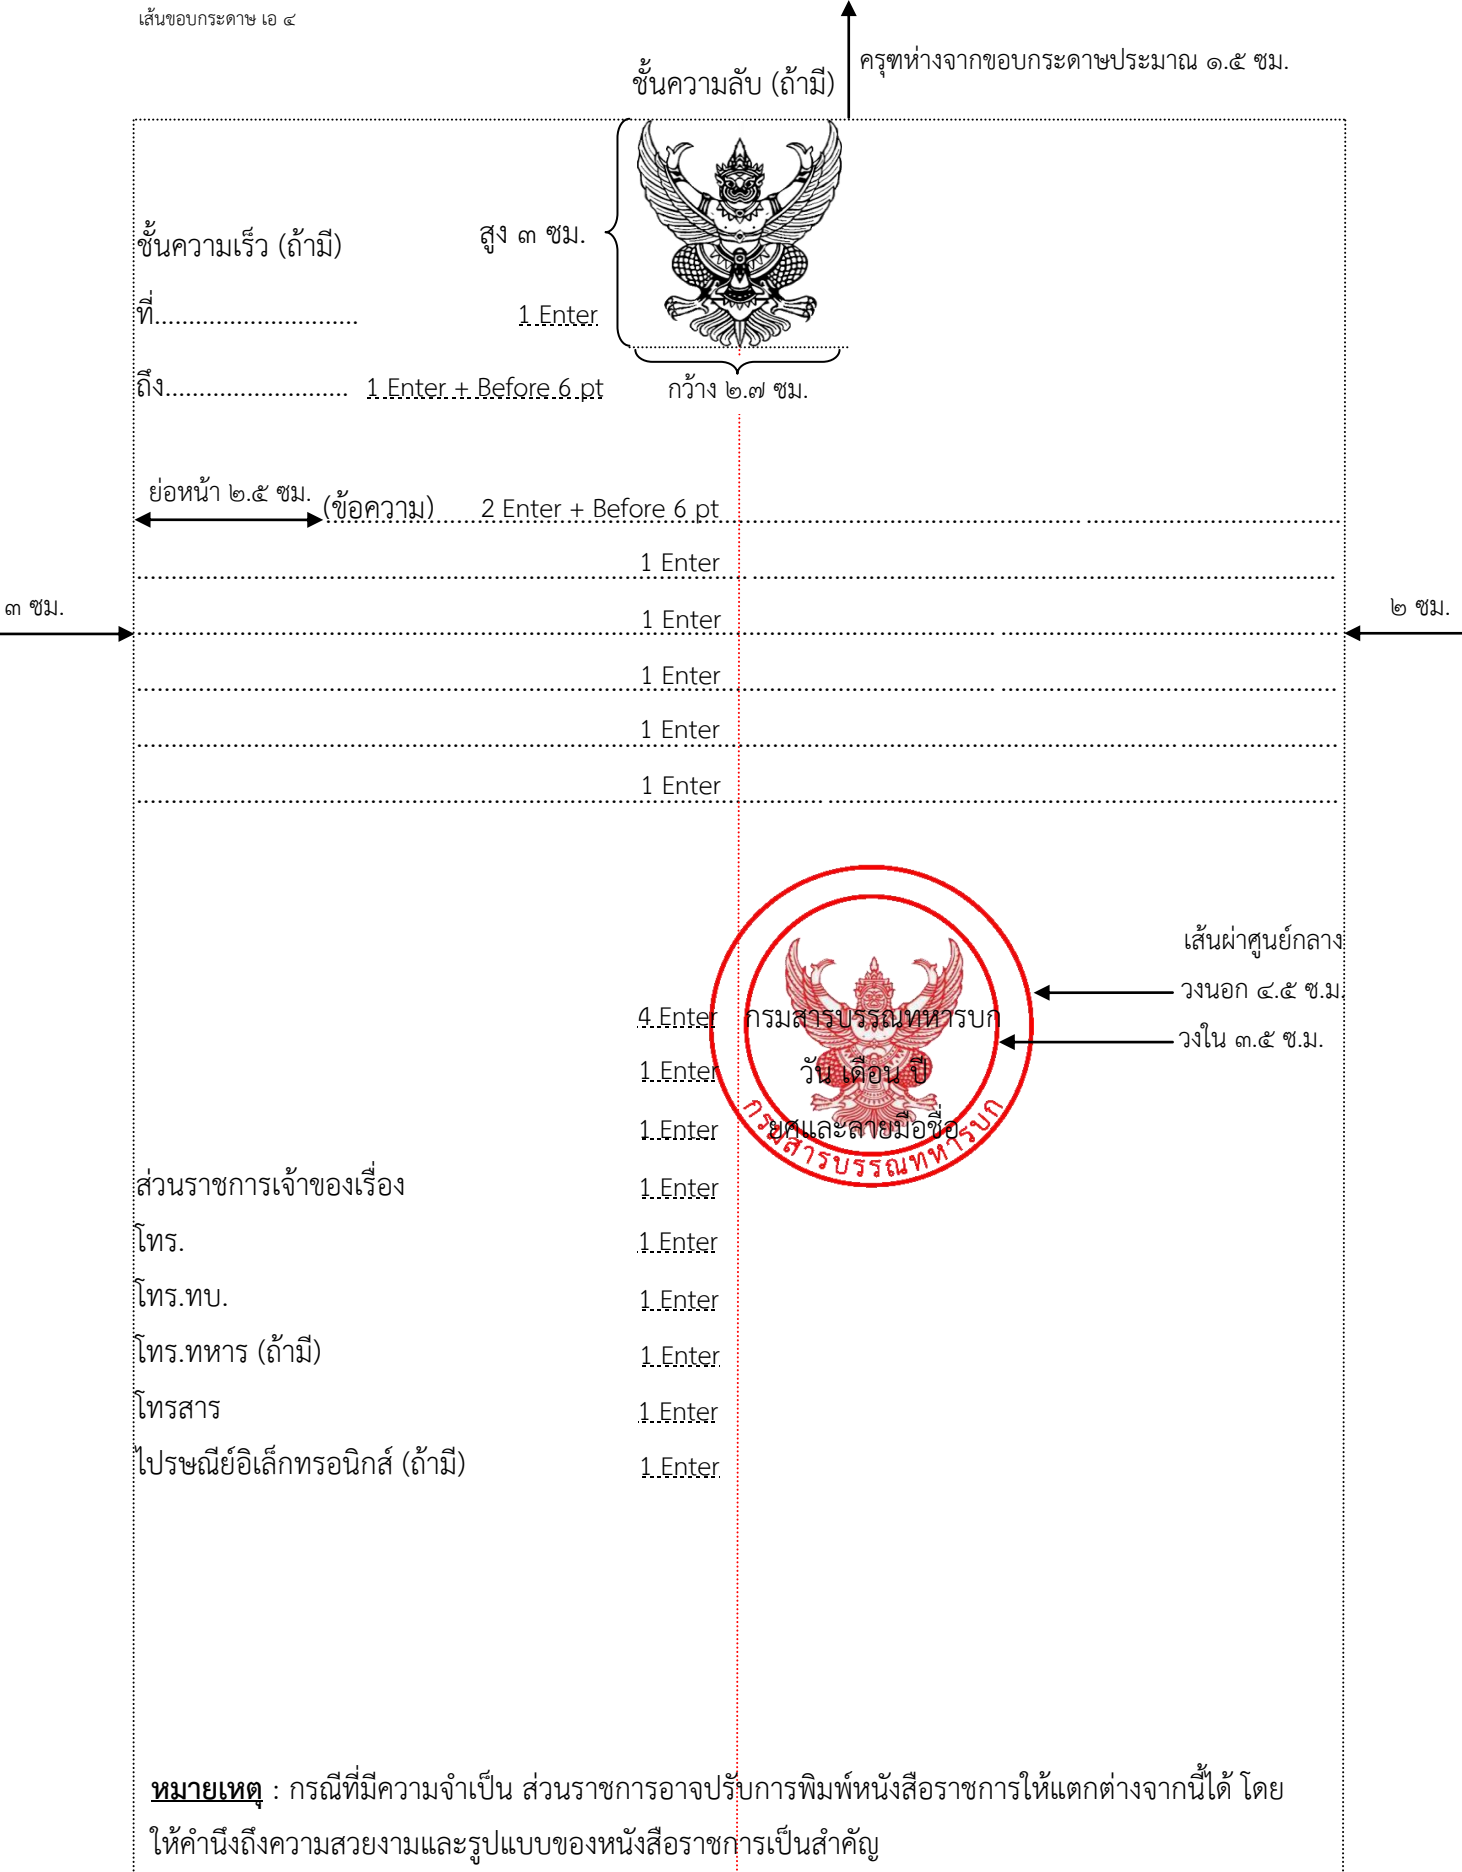 เส้นขอบกระดาษ เอ ๔
ครุฑห่างจากขอบกระดาษประมาณ ๑.๕ ซม.
ชั้นความลับ (ถ้ามี)
ชั้นความเร็ว (ถ้ามี) สูง ๓ ซม.
ที่.............................. 1 Enter
ถึง........................... 1 Enter + Before 6 pt กว้าง ๒.๗ ซม.
ย่อหน้า ๒.๕ ซม. (ข้อความ) 2 Enter + Before 6 pt
1 Enter
๓ ซม. 1 Enter ๒ ซม.
1 Enter
1 Enter
1 Enter
เส้นผ่าศูนย์กลาง
วงนอก ๔.๕ ซ.ม.
4 Enter กรมสารบรรณทหารบก
วงใน ๓.๕ ซ.ม.
1 Enter วัน เดือน ปี
1 Enter ยศและลายมือชื่อ
กรมสารบรรณทหารบก
ส่วนราชการเจ้าของเรื่อง 1 Enter
โทร. 1 Enter
โทร.ทบ. 1 Enter
โทร.ทหาร (ถ้ามี) 1 Enter
โทรสาร 1 Enter
ไปรษณีย์อิเล็กทรอนิกส์ (ถ้ามี) 1 Enter
หมายเหตุ : กรณีที่มีความจำเป็น ส่วนราชการอาจปรับการพิมพ์หนังสือราชการให้แตกต่างจากนี้ได้ โดย
ให้คำนึงถึงความสวยงามและรูปแบบของหนังสือราชการเป็นสำคัญ